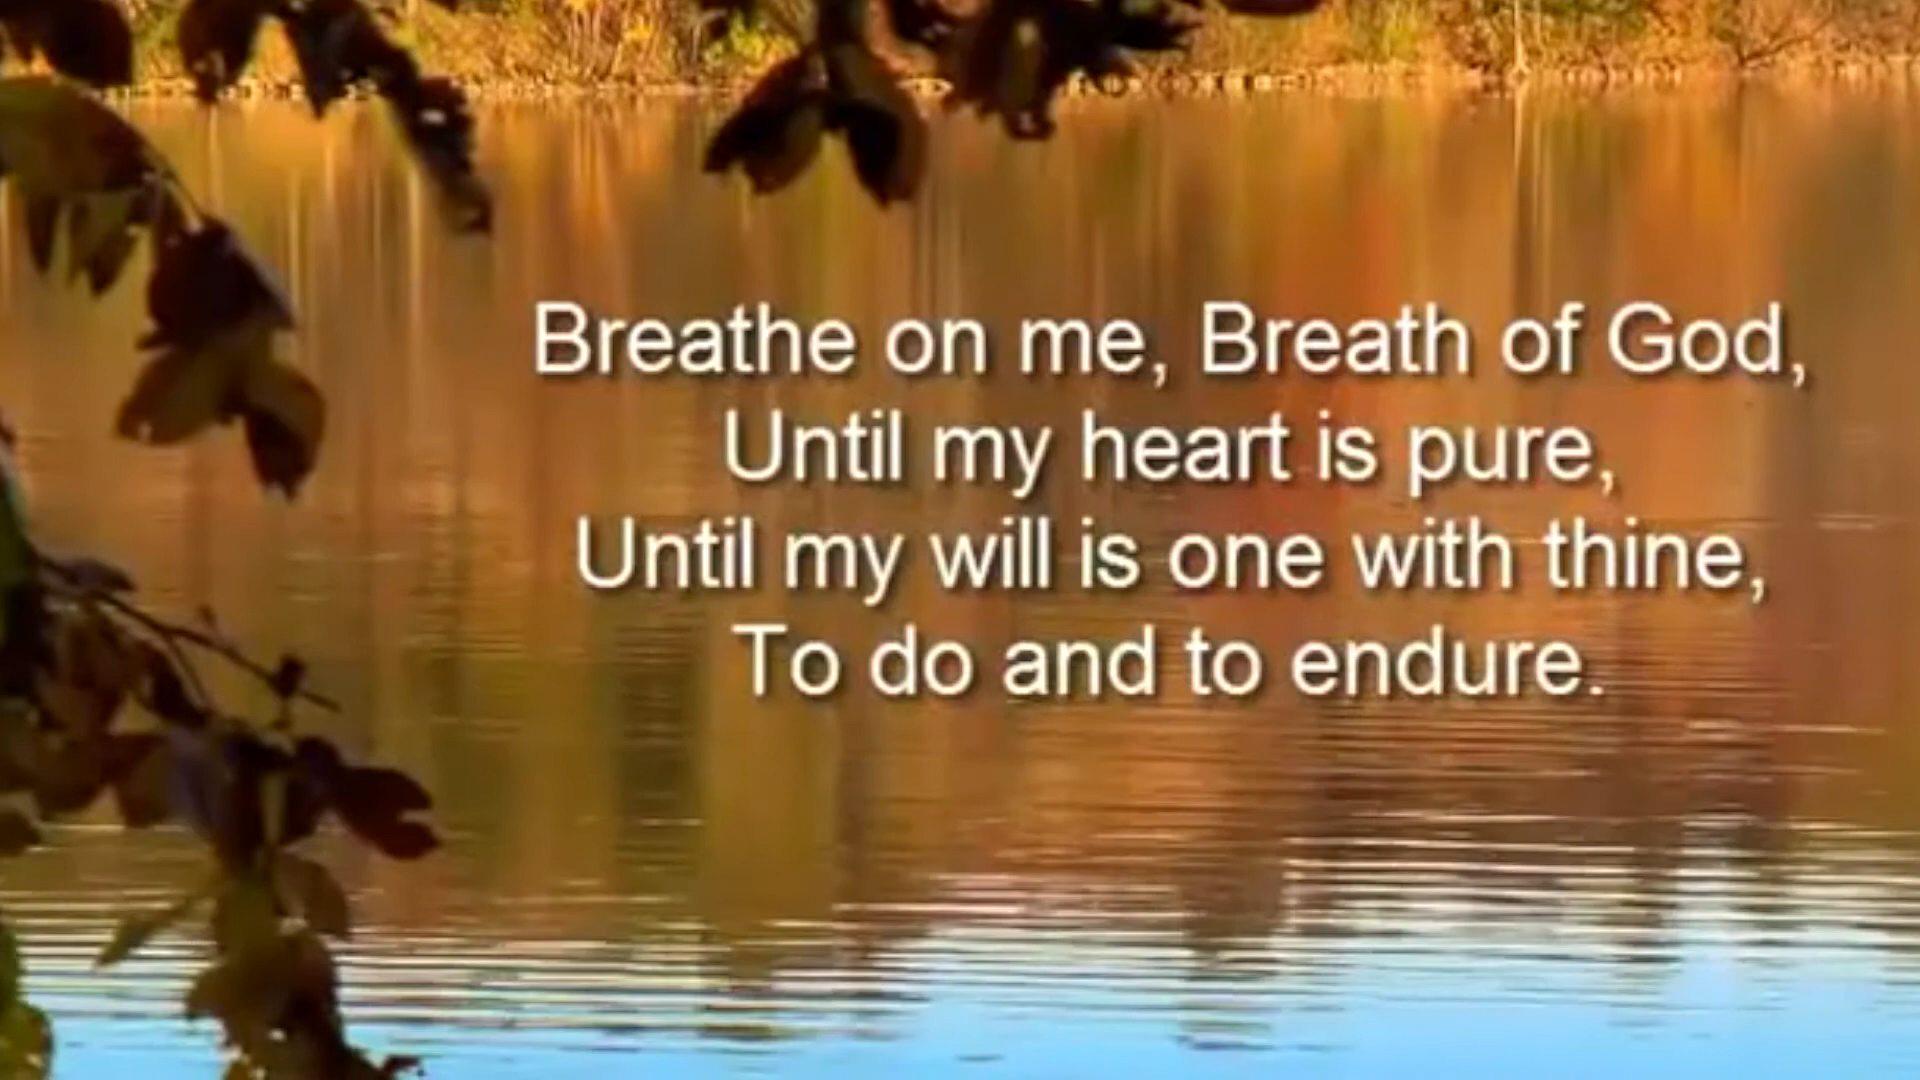 Breathe on me, Breath of God,
Until my heart is pure,
Until my will is one with thine,
To do and to endure.